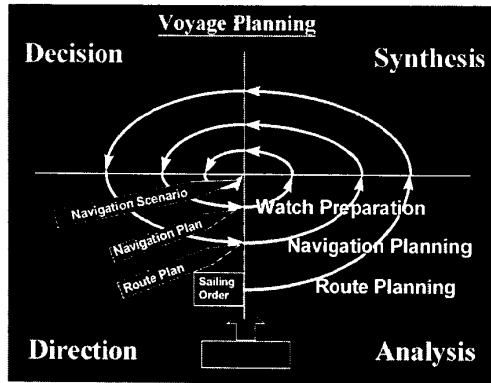 Voyage Planning
Decision
Synthesis
Navigation Scenario
Watch Preparation
Navigation Plan
Navigation Planning
Route Plan
Sailing
Order
Route Planning
Direction
Analysis